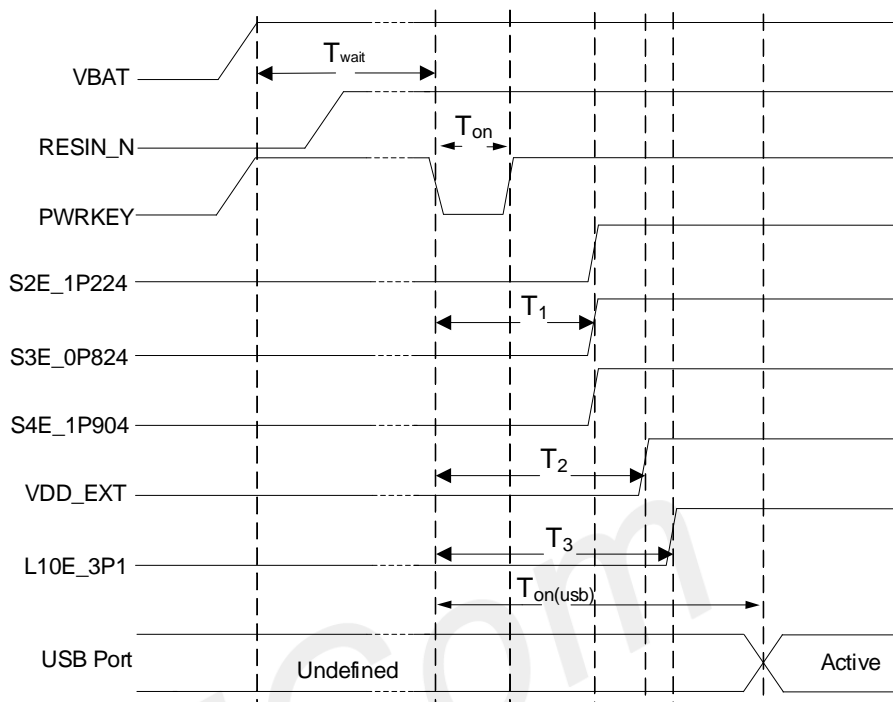 VBAT
Twait
RESIN_N
Ton
PWRKEY
S2E_1P224
T1
S3E_0P824
S4E_1P904
T2
VDD_EXT
T3
L10E_3P1
Ton(usb)
USB Port
Undefined
Active